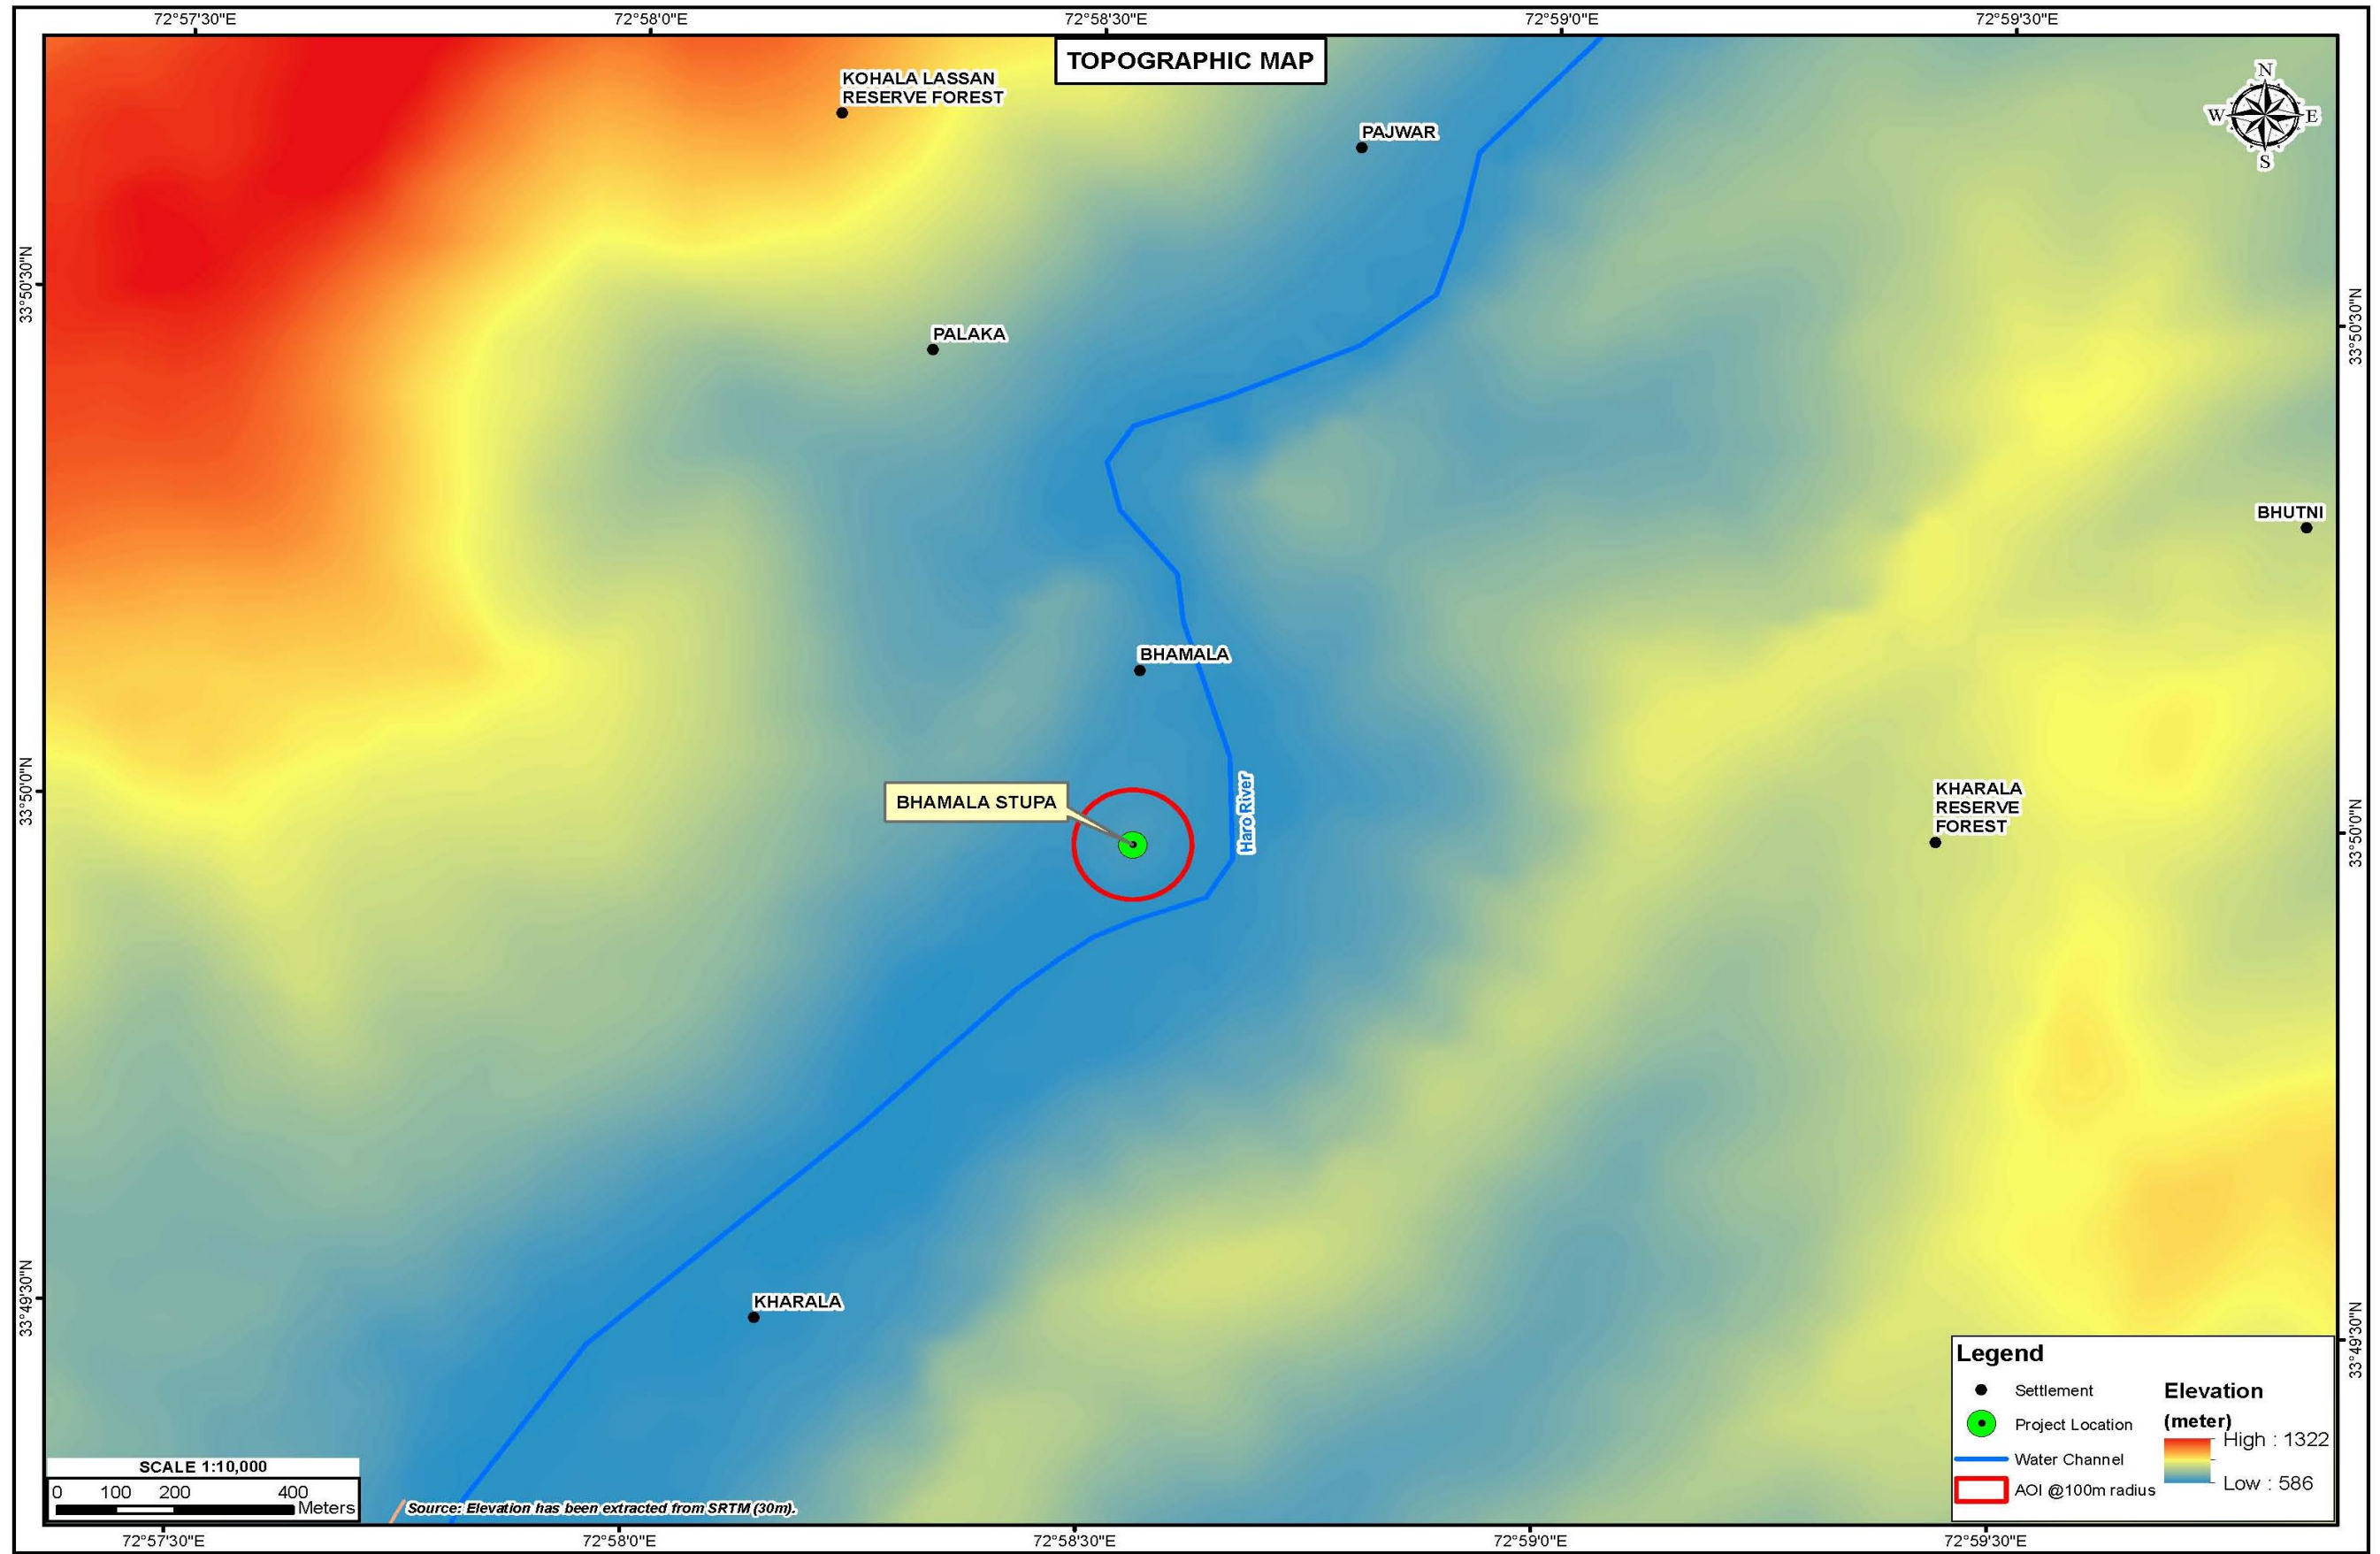 72°57'30"E
72°58'0"E
72°58'30"E
72°59'0"E
72°59'30"E
TOPOGRAPHIC MAP
N
W
E
S
KOHALA LASSAN
RESERVE FOREST
PAJWAR
33°50'30"N
33°50'30"N
PALAKA
BHUTNI
BHAMALA
33°50'0"N
BHAMALA STUPA
Haro River
KHARALA
RESERVE
FOREST
33°50'0"N
33°49'30"N
KHARALA
33°49'30"N
Legend
Settlement
Project Location
Water Channel
AOI @100m radius
Elevation
(meter)
High : 1322
Low : 586
SCALE 1:10,000
0 100 200 400
Meters
Source: Elevation has been extracted from SRTM (30m).
72°57'30"E
72°58'0"E
72°58'30"E
72°59'0"E
72°59'30"E